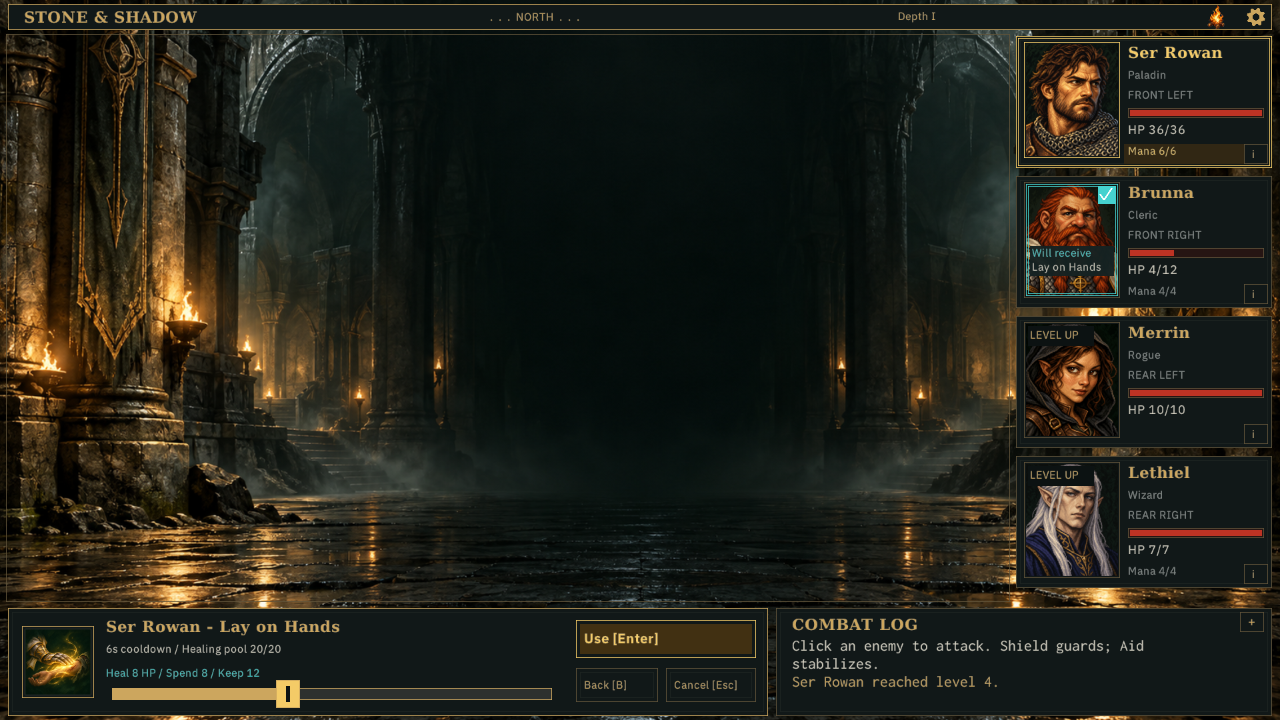 STONE & SHADOW
. . . NORTH . . .
Depth I
Ser Rowan
Paladin
FRONT LEFT
HP 36/36
Mana 6/6
i
Will receive
Lay on Hands
Brunna
Cleric
FRONT RIGHT
HP 4/12
Mana 4/4
i
LEVEL UP
Merrin
Rogue
REAR LEFT
HP 10/10
i
LEVEL UP
Lethiel
Wizard
REAR RIGHT
HP 7/7
Mana 4/4
i
Ser Rowan - Lay on Hands
6s cooldown / Healing pool 20/20
Heal 8 HP / Spend 8 / Keep 12
Use [Enter]
Back [B]
Cancel [Esc]
COMBAT LOG
+
Click an enemy to attack. Shield guards; Aid
stabilizes.
Ser Rowan reached level 4.